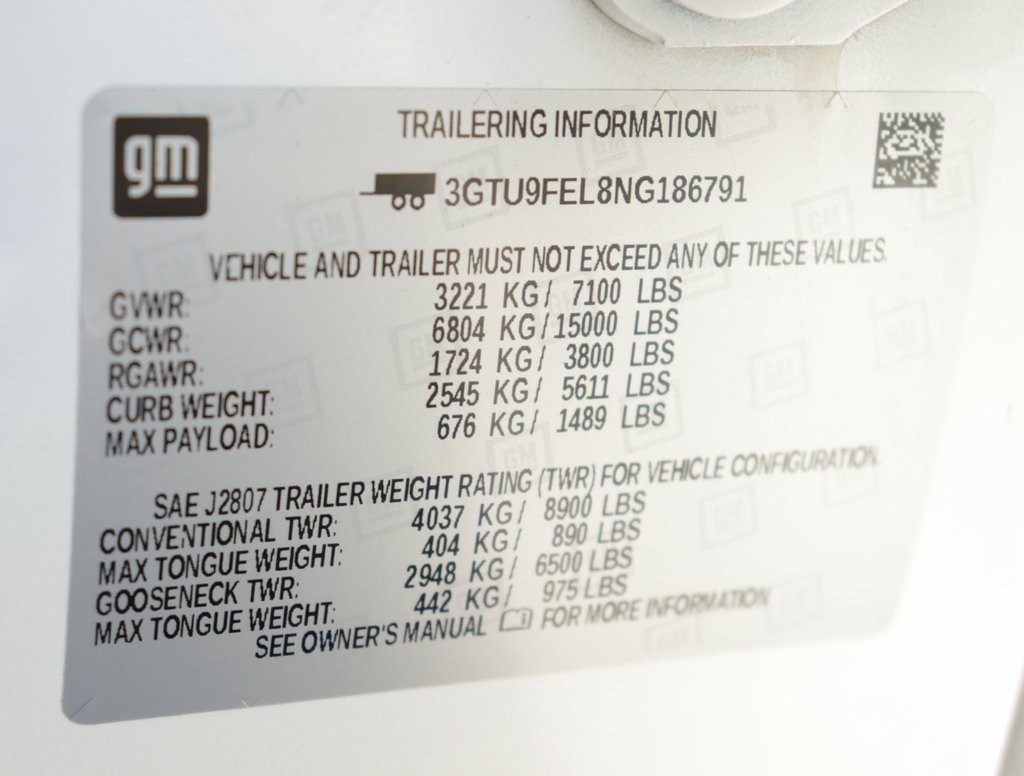 gm
TRAILERING INFORMATION
3GTU9FEL8NG186791
VEHICLE AND TRAILER MUST NOT EXCEED ANY OF THESE VALUES.
GVWR: 3221 KG/ 7100 LBS
GCWR: 6804 KG/15000 LBS
RGAWR: 1724 KG/ 3800 LBS
CURB WEIGHT: 2545 KG/ 5611 LBS
MAX PAYLOAD: 676 KG/ 1489 LBS
SAE J2807 TRAILER WEIGHT RATING (TWR) FOR VEHICLE CONFIGURATION
CONVENTIONAL TWR: 4037 KG/ 8900 LBS
MAX TONGUE WEIGHT: 404 KG/ 890 LBS
GOOSENECK TWR: 2948 KG/ 6500 LBS
MAX TONGUE WEIGHT: 442 KG/ 975 LBS
SEE OWNER'S MANUAL FOR MORE INFORMATION